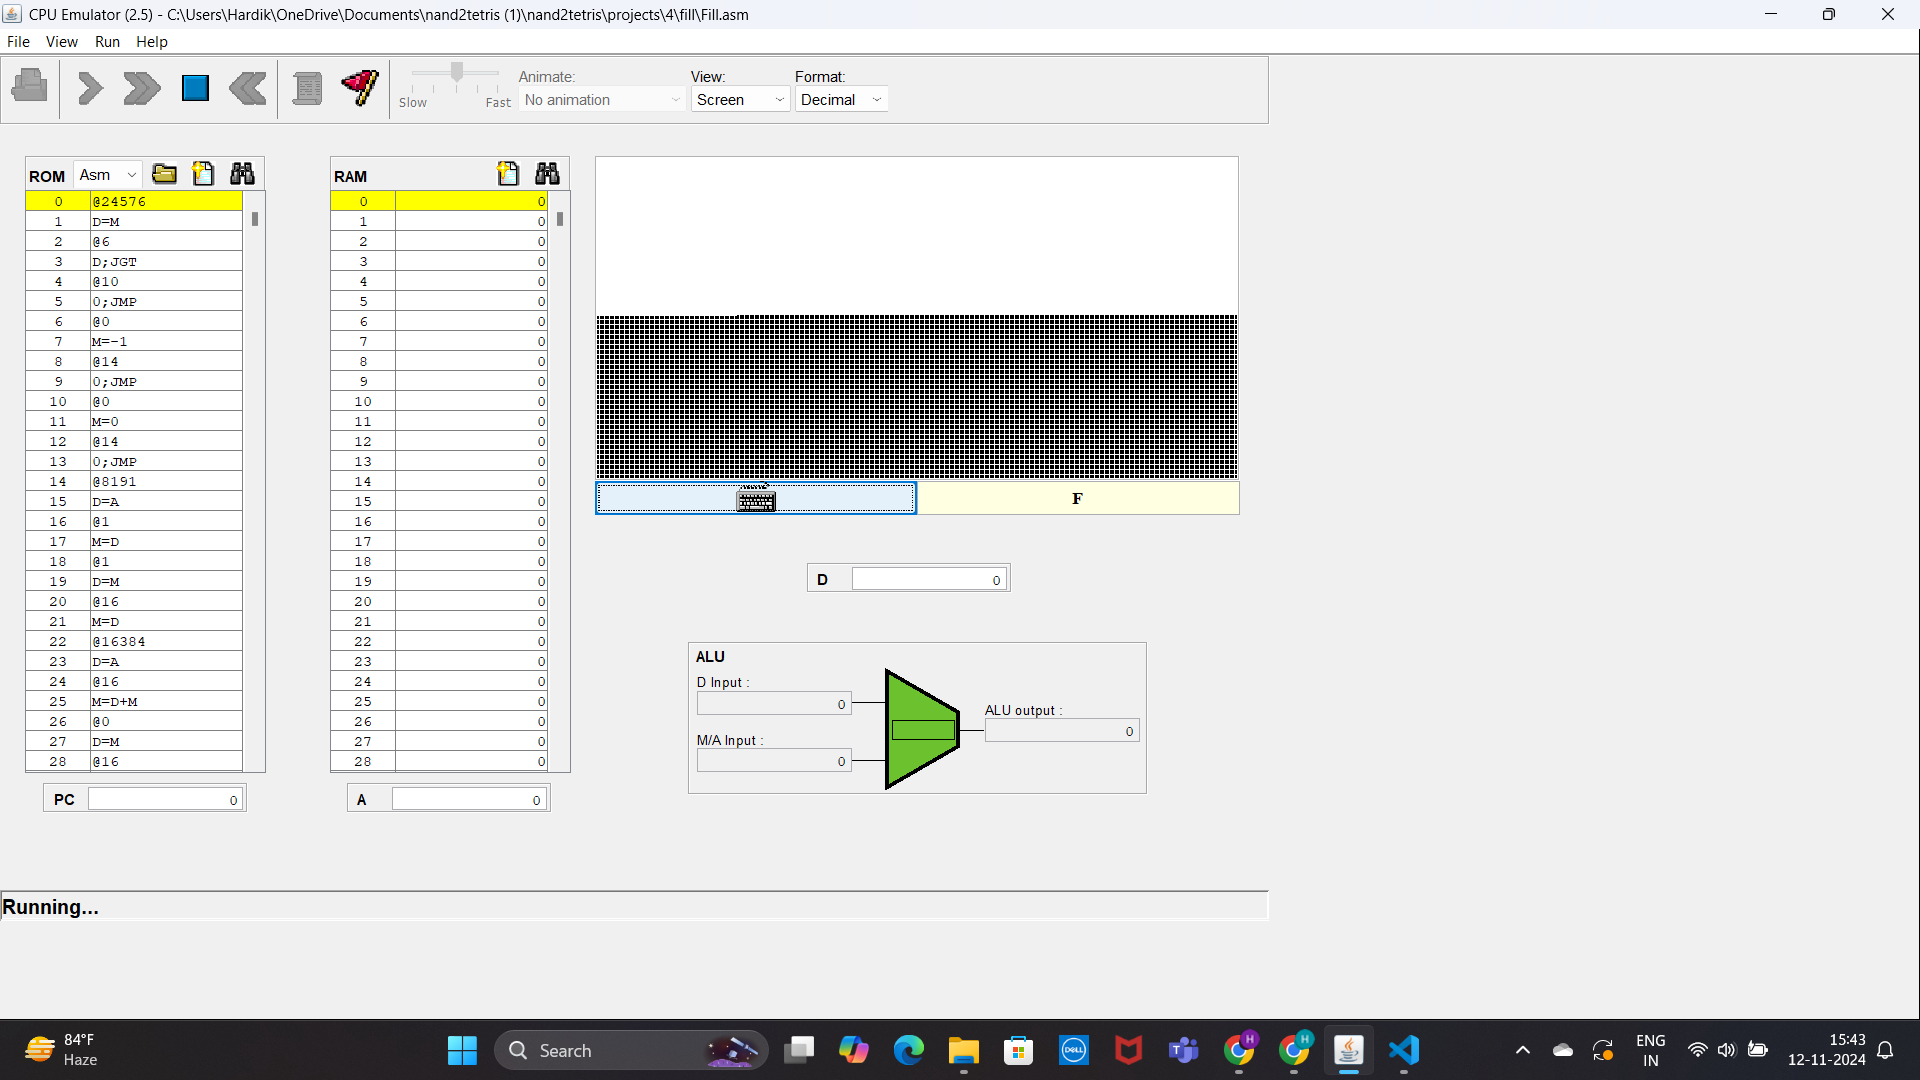 CPU Emulator (2.5) - C:\Users\Hardik\OneDrive\Documents\nand2tetris (1)\nand2tetris\projects\4\fill\Fill.asm
File View Run Help
Slow Fast
Animate:
No animation
View:
Screen
Format:
Decimal
ROM Asm
0 @24576
1 D=M
2 @6
3 D;JGT
4 @10
5 0;JMP
6 @0
7 M=-1
8 @14
9 0;JMP
10 @0
11 M=0
12 @14
13 0;JMP
14 @8191
15 D=A
16 @1
17 M=D
18 @1
19 D=M
20 @16
21 M=D
22 @16384
23 D=A
24 @16
25 M=D+M
26 @0
27 D=M
28 @16
PC 0
RAM
0 0
1 0
2 0
3 0
4 0
5 0
6 0
7 0
8 0
9 0
10 0
11 0
12 0
13 0
14 0
15 0
16 0
17 0
18 0
19 0
20 0
21 0
22 0
23 0
24 0
25 0
26 0
27 0
28 0
A 0
F
D 0
ALU
D Input :
0
M/A Input :
0
ALU output :
0
Running...
84°F
Haze
Search
DELL
H
H
ENG
IN
15:43
12-11-2024